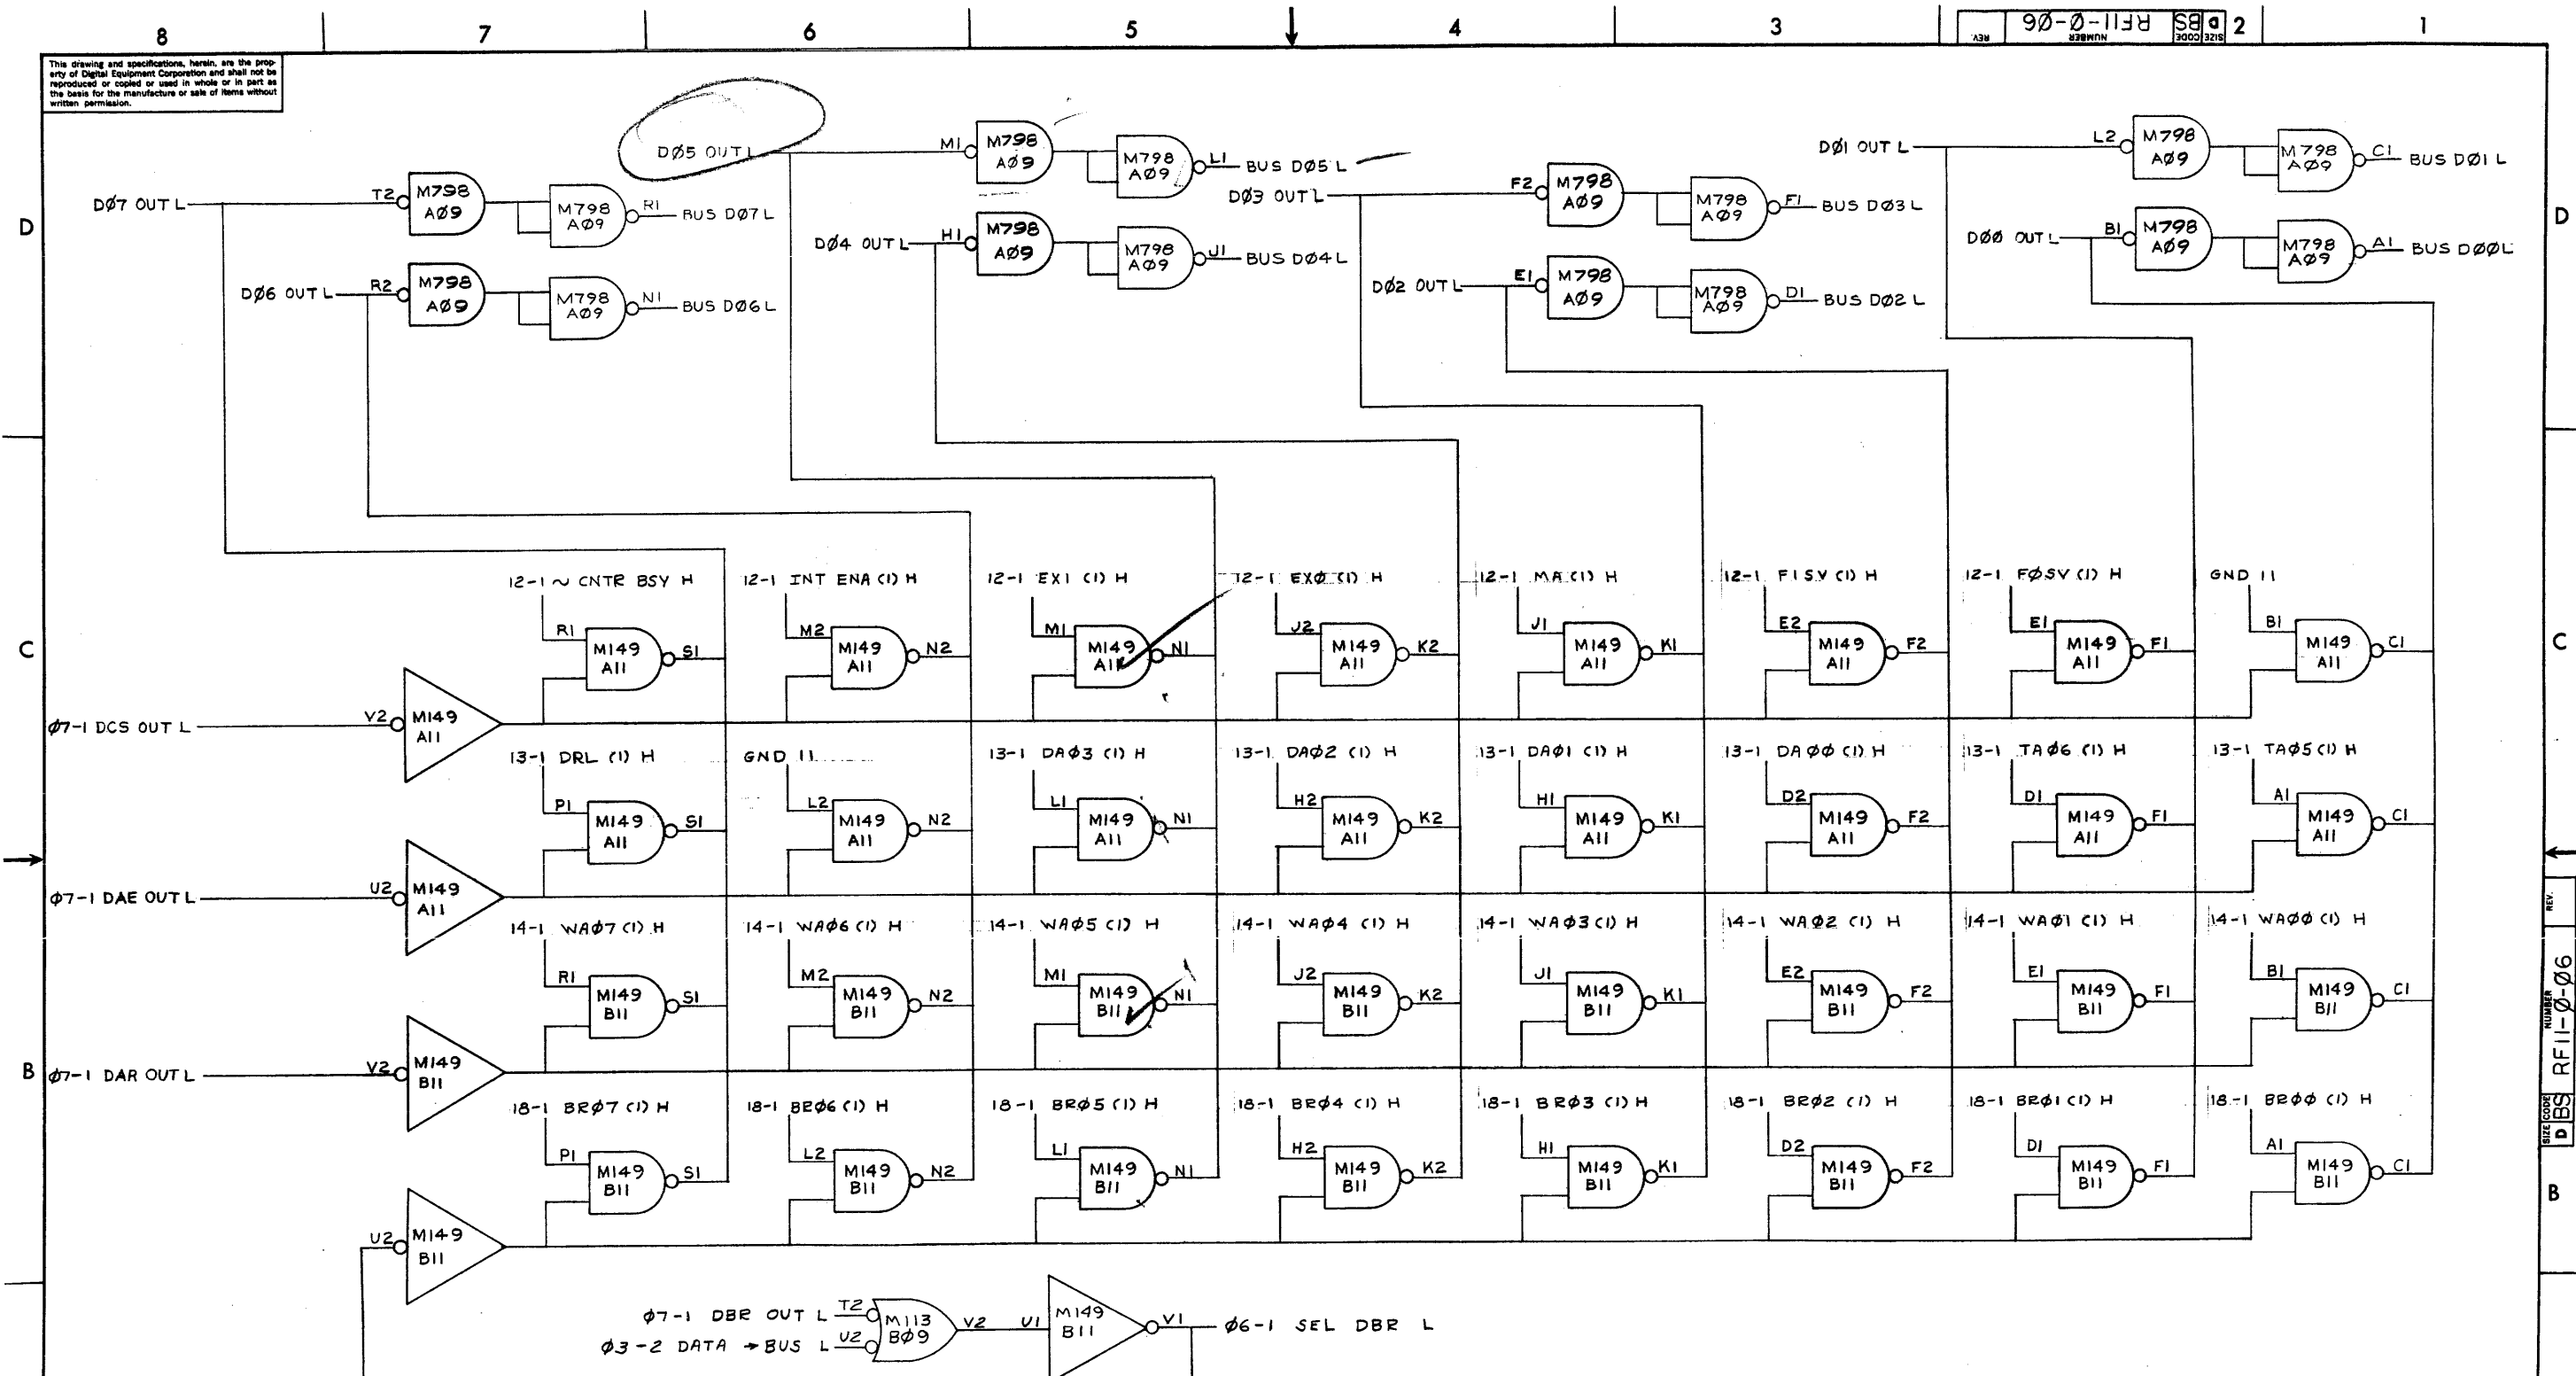 8 7 6 5 4 3 2 1
REV. NUMBER RF11-Ø-Ø6 SIZE CODE D BS
This drawing and specifications, herein, are the prop-
erty of Digital Equipment Corporation and shall not be
reproduced or copied or used in whole or in part as
the basis for the manufacture or sale of items without
written permission.
D D
DØ7 OUT L T2 M798 AØ9 M798 AØ9 R1 BUS DØ7 L
DØ6 OUT L R2 M798 AØ9 M798 AØ9 N1 BUS DØ6 L
DØ5 OUT L M1 M798 AØ9 M798 AØ9 L1 BUS DØ5 L
DØ4 OUT L H1 M798 AØ9 M798 AØ9 J1 BUS DØ4 L
DØ3 OUT L F2 M798 AØ9 M798 AØ9 F1 BUS DØ3 L
DØ2 OUT L E1 M798 AØ9 M798 AØ9 D1 BUS DØ2 L
DØ1 OUT L L2 M798 AØ9 M798 AØ9 C1 BUS DØ1 L
DØØ OUT L B1 M798 AØ9 M798 AØ9 A1 BUS DØØ L
12-1 ~ CNTR BSY H 12-1 INT ENA (1) H 12-1 EX1 (1) H 12-1 EXØ (1) H 12-1 MA (1) H 12-1 F1SV (1) H 12-1 FØSV (1) H GND 11
C C
R1 M149 A11 S1 M2 M149 A11 N2 M1 M149 A11 N1 J2 M149 A11 K2 J1 M149 A11 K1 E2 M149 A11 F2 E1 M149 A11 F1 B1 M149 A11 C1
Ø7-1 DCS OUT L V2 M149 A11
13-1 DRL (1) H GND 11 13-1 DAØ3 (1) H 13-1 DAØ2 (1) H 13-1 DAØ1 (1) H 13-1 DAØØ (1) H 13-1 TAØ6 (1) H 13-1 TAØ5 (1) H
P1 M149 A11 S1 L2 M149 A11 N2 L1 M149 A11 N1 H2 M149 A11 K2 H1 M149 A11 K1 D2 M149 A11 F2 D1 M149 A11 F1 A1 M149 A11 C1
Ø7-1 DAE OUT L U2 M149 A11
14-1 WAØ7 (1) H 14-1 WAØ6 (1) H 14-1 WAØ5 (1) H 14-1 WAØ4 (1) H 14-1 WAØ3 (1) H 14-1 WAØ2 (1) H 14-1 WAØ1 (1) H 14-1 WAØØ (1) H
R1 M149 B11 S1 M2 M149 B11 N2 M1 M149 B11 N1 J2 M149 B11 K2 J1 M149 B11 K1 E2 M149 B11 F2 E1 M149 B11 F1 B1 M149 B11 C1
B Ø7-1 DAR OUT L V2 M149 B11
18-1 BRØ7 (1) H 18-1 BRØ6 (1) H 18-1 BRØ5 (1) H 18-1 BRØ4 (1) H 18-1 BRØ3 (1) H 18-1 BRØ2 (1) H 18-1 BRØ1 (1) H 18-1 BRØØ (1) H
P1 M149 B11 S1 L2 M149 B11 N2 L1 M149 B11 N1 H2 M149 B11 K2 H1 M149 B11 K1 D2 M149 B11 F2 D1 M149 B11 F1 A1 M149 B11 C1
U2 M149 B11
B
REV. NUMBER RF11-Ø-Ø6 SIZE CODE D BS
Ø7-1 DBR OUT L T2 M113 BØ9 V2 U1 M149 B11 V1 Ø6-1 SEL DBR L
Ø3-2 DATA → BUS L U2